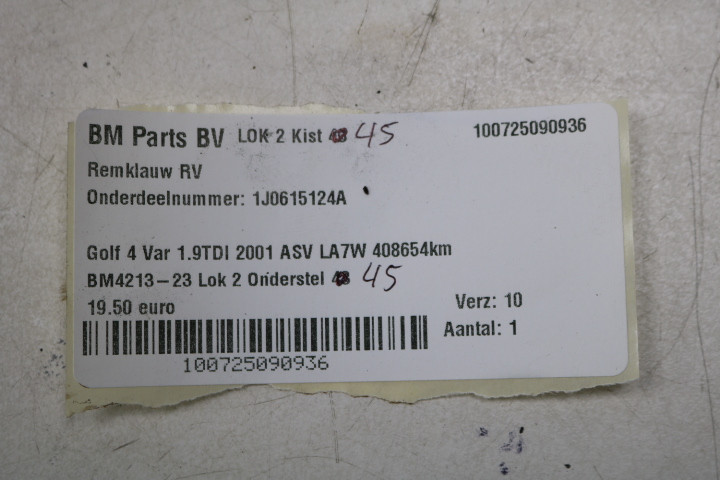 BM Parts BV LOK 2 Kist 45 100725090936
Remklauw RV
Onderdeelnummer: 1J0615124A
Golf 4 Var 1.9TDI 2001 ASV LA7W 408654km
BM4213-23 Lok 2 Onderstel 45
19.50 euro Verz: 10
Aantal: 1
100725090936